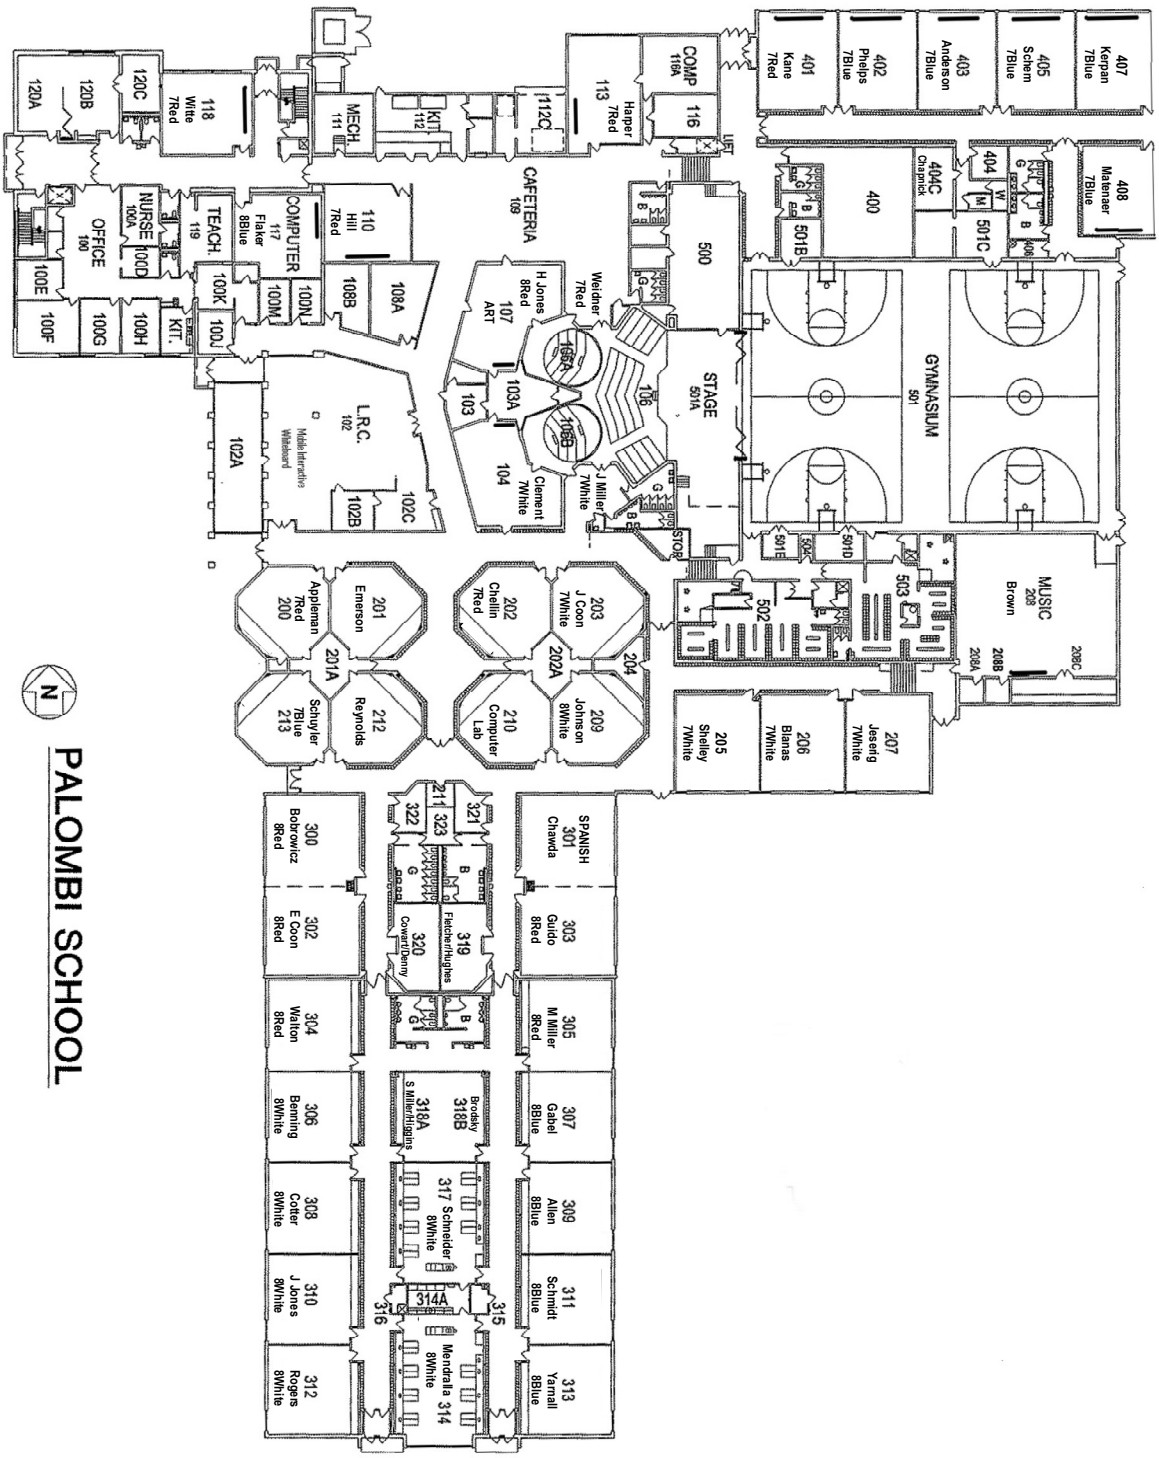 PALOMBI SCHOOL
N
120A
120B
120C
118
Witte
7Red
MECH.
111
KIT.
112
112C
113
Harper
7Red
COMP
116A
116
LIFT
401
Kane
7Red
402
Phelps
7Blue
403
Anderson
7Blue
405
Schem
7Blue
407
Kerpan
7Blue
408
Matenaer
7Blue
404
404C
Chapnick
W
M
G
B
406
400
G
B
501B
501C
CAFETERIA
109
B
G
500
OFFICE
100
NURSE
100A
100D
100E
100F
100G
100H
KIT.
TEACH.
119
COMPUTER
117
Flaker
8Blue
110
Hill
7Red
100K
100J
100M
100N
108B
108A
H Jones
8Red
107
ART
Weidner
7Red
106A
106
106B
103A
103
104
Clement
7White
J Miller
7White
G
B
STOR
STAGE
501A
GYMNASIUM
501
L.R.C.
102
Mobile Interactive
Whiteboard
102A
102B
102C
501E
504
501D
503
502
MUSIC
208
Brown
208A
208B
208C
Appleman
7Red
200
201
Emerson
201A
212
Reynolds
Schuyler
7Blue
213
202
Chellin
7Red
203
J Coon
7White
202A
204
209
Johnson
8White
210
Computer
Lab
205
Shelley
7White
206
Blanas
7White
207
Jeserig
7White
300
Bobrowicz
8Red
302
E Coon
8Red
304
Walton
8Red
306
Benning
8White
308
Cotter
8White
310
J Jones
8White
312
Rogers
8White
322
211
323
321
G
B
320
Cowart/Denny
319
Fletcher/Hughes
G
B
318A
S Miller/Higgins
318B
Brodsky
317 Schneider
8White
314A
316
315
Mendralla 314
8White
SPANISH
301
Chawda
303
Guido
8Red
305
M Miller
8Red
307
Gabel
8Blue
309
Allen
8Blue
311
Schmidt
8Blue
313
Yarnall
8Blue